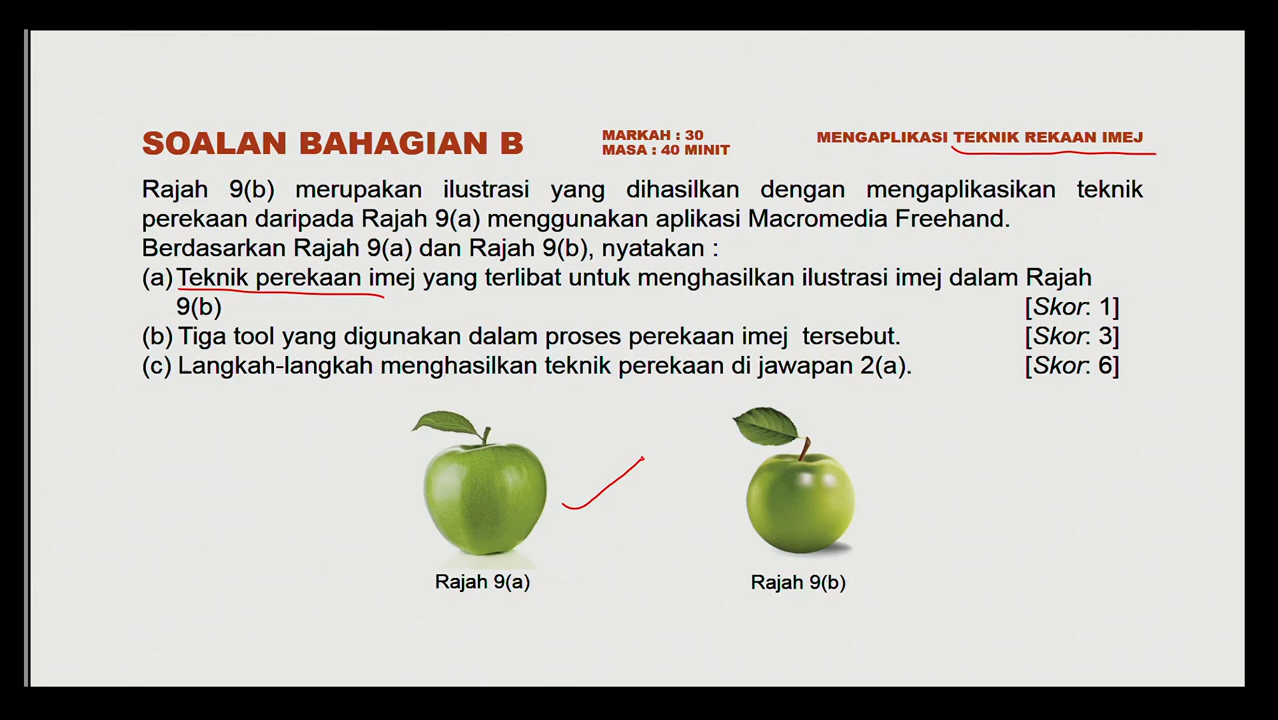 SOALAN BAHAGIAN B
MARKAH : 30
MASA : 40 MINIT
MENGAPLIKASI TEKNIK REKAAN IMEJ
Rajah 9(b) merupakan ilustrasi yang dihasilkan dengan mengaplikasikan teknik
perekaan daripada Rajah 9(a) menggunakan aplikasi Macromedia Freehand.
Berdasarkan Rajah 9(a) dan Rajah 9(b), nyatakan :
(a) Teknik perekaan imej yang terlibat untuk menghasilkan ilustrasi imej dalam Rajah
9(b) [Skor: 1]
(b) Tiga tool yang digunakan dalam proses perekaan imej tersebut. [Skor: 3]
(c) Langkah-langkah menghasilkan teknik perekaan di jawapan 2(a). [Skor: 6]
Rajah 9(a)
Rajah 9(b)